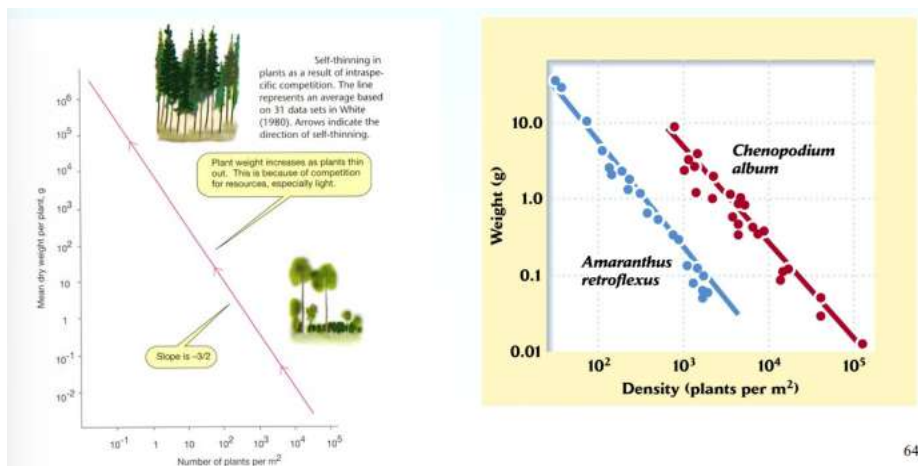 Self-thinning in
plants as a result of intraspe-
cific competition. The line
represents an average based
on 31 data sets in White
(1980). Arrows indicate the
direction of self-thinning.
Plant weight increases as plants thin
out. This is because of competition
for resources, especially light.
Slope is –3/2
Mean dry weight per plant, g
10⁶
10⁵
10⁴
10³
10²
10
1
10⁻¹
10⁻²
10⁻¹ 1 10 10² 10³ 10⁴ 10⁵
Number of plants per m²
Weight (g)
10.0
1.0
0.1
0.01
Chenopodium
album
Amaranthus
retroflexus
10² 10³ 10⁴ 10⁵
Density (plants per m²)
64